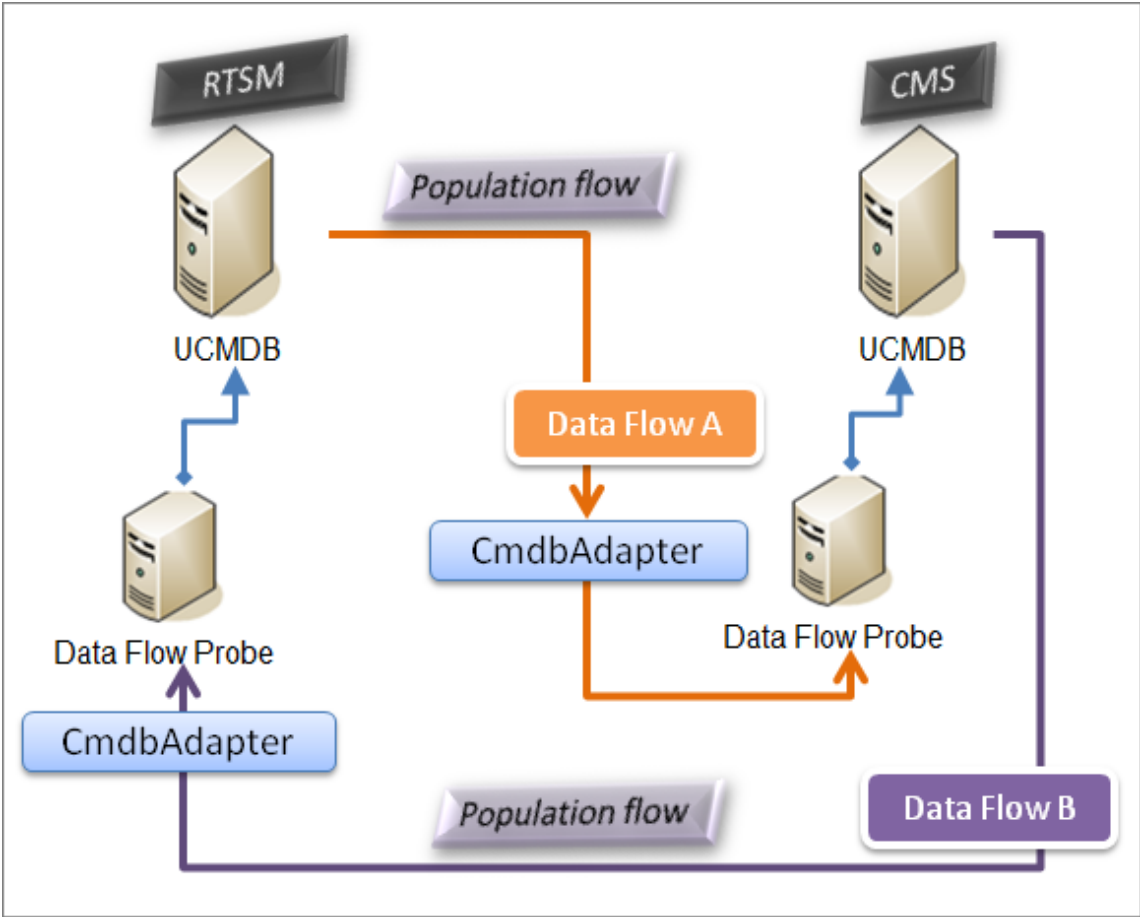 RTSM
CMS
Population flow
UCMDB
UCMDB
Data Flow A
CmdbAdapter
Data Flow Probe
Data Flow Probe
CmdbAdapter
Population flow
Data Flow B